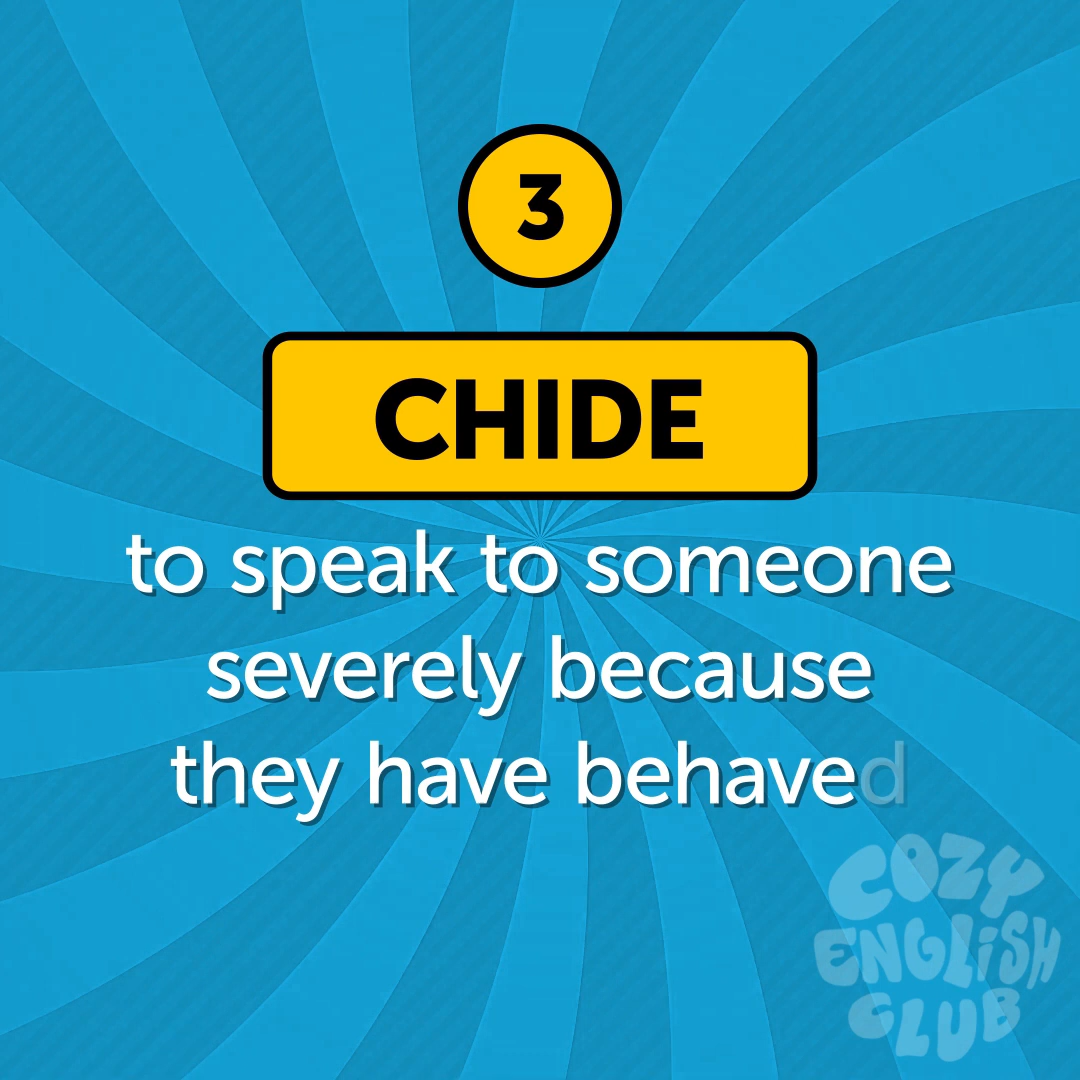 3
CHIDE
to speak to someone
severely because
they have behaved
COZY
ENGLISH
CLUB